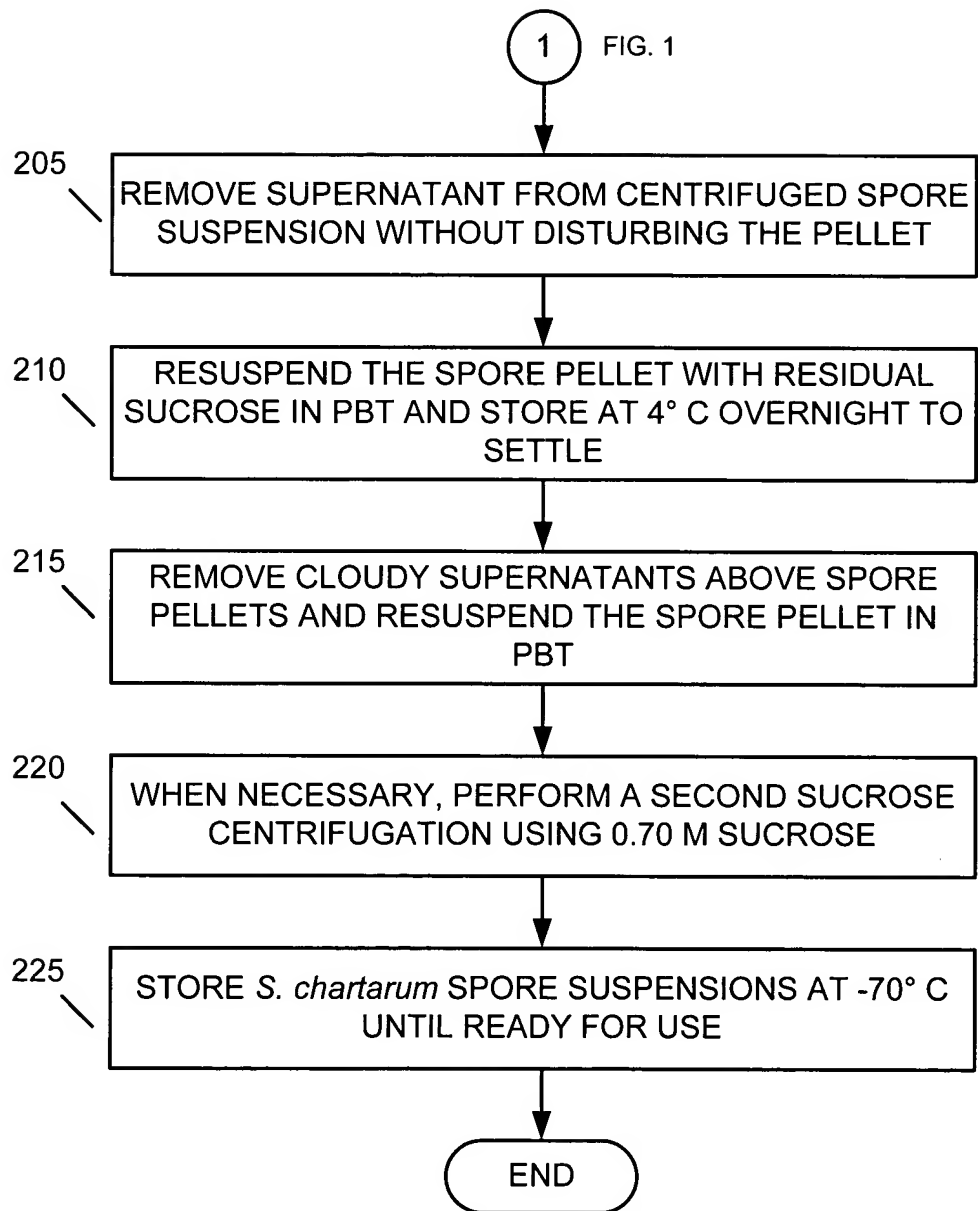 1 FIG. 1
205
REMOVE SUPERNATANT FROM CENTRIFUGED SPORE
SUSPENSION WITHOUT DISTURBING THE PELLET
210
RESUSPEND THE SPORE PELLET WITH RESIDUAL
SUCROSE IN PBT AND STORE AT 4° C OVERNIGHT TO
SETTLE
215
REMOVE CLOUDY SUPERNATANTS ABOVE SPORE
PELLETS AND RESUSPEND THE SPORE PELLET IN
PBT
220
WHEN NECESSARY, PERFORM A SECOND SUCROSE
CENTRIFUGATION USING 0.70 M SUCROSE
225
STORE S. chartarum SPORE SUSPENSIONS AT -70° C
UNTIL READY FOR USE
END